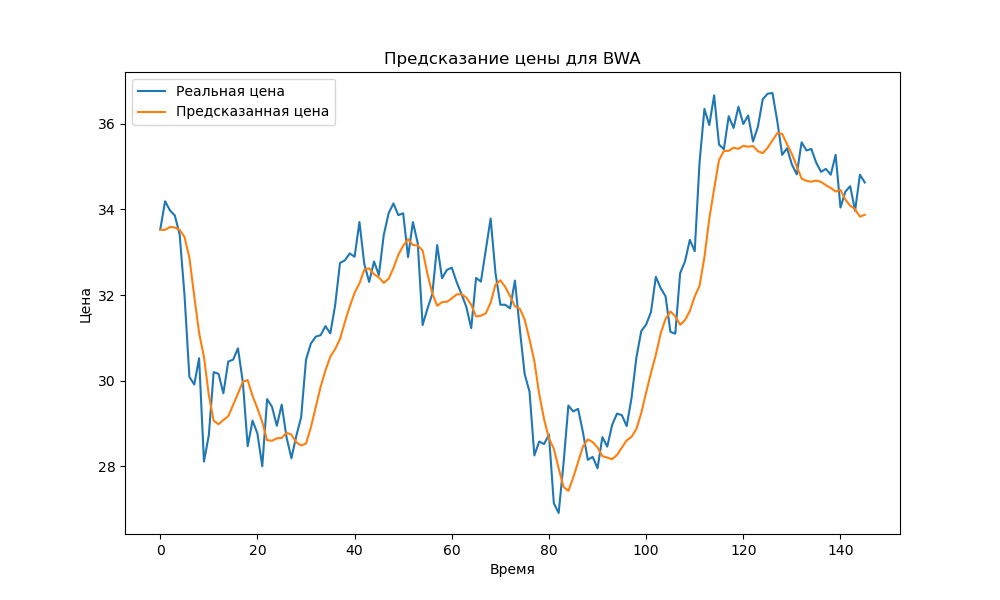 Предсказание цены для BWA
Реальная цена
Предсказанная цена
Цена
36
34
32
30
28
0 20 40 60 80 100 120 140
Время